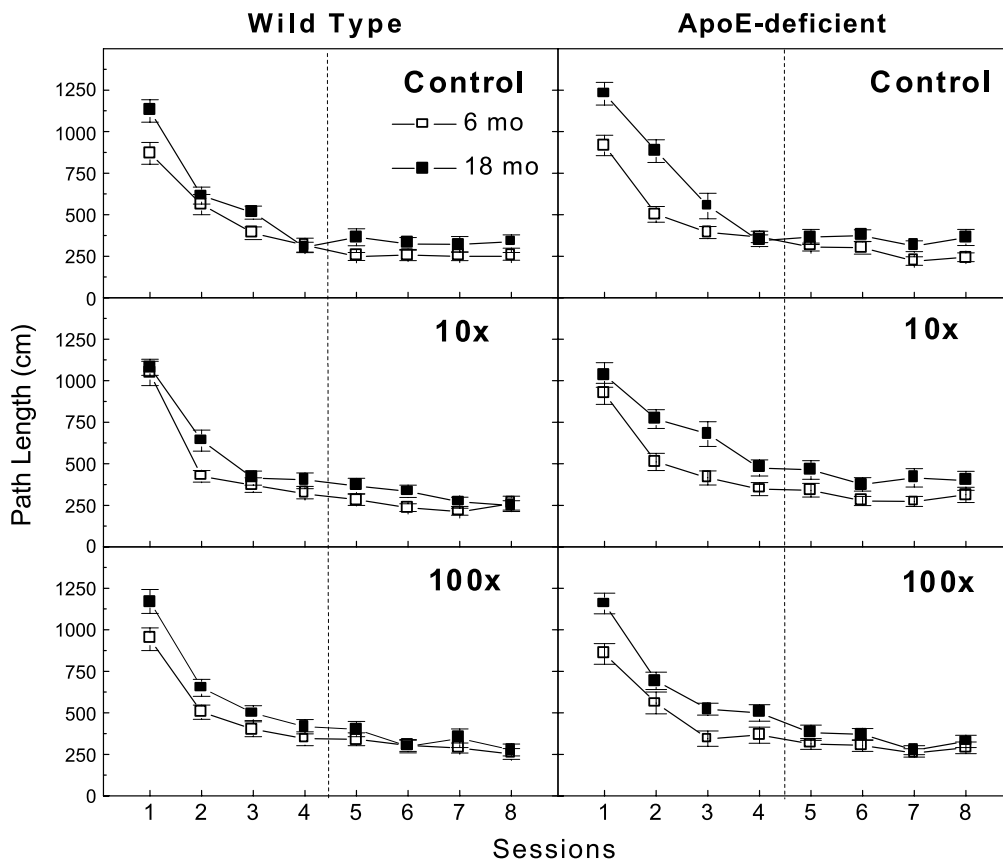 Wild Type ApoE-deficient
Control Control
6 mo
18 mo
1250
1000
750
500
250
0
10x 10x
1250
1000
750
500
250
0
100x 100x
1250
1000
750
500
250
0
Path Length (cm)
1 2 3 4 5 6 7 8 1 2 3 4 5 6 7 8
Sessions